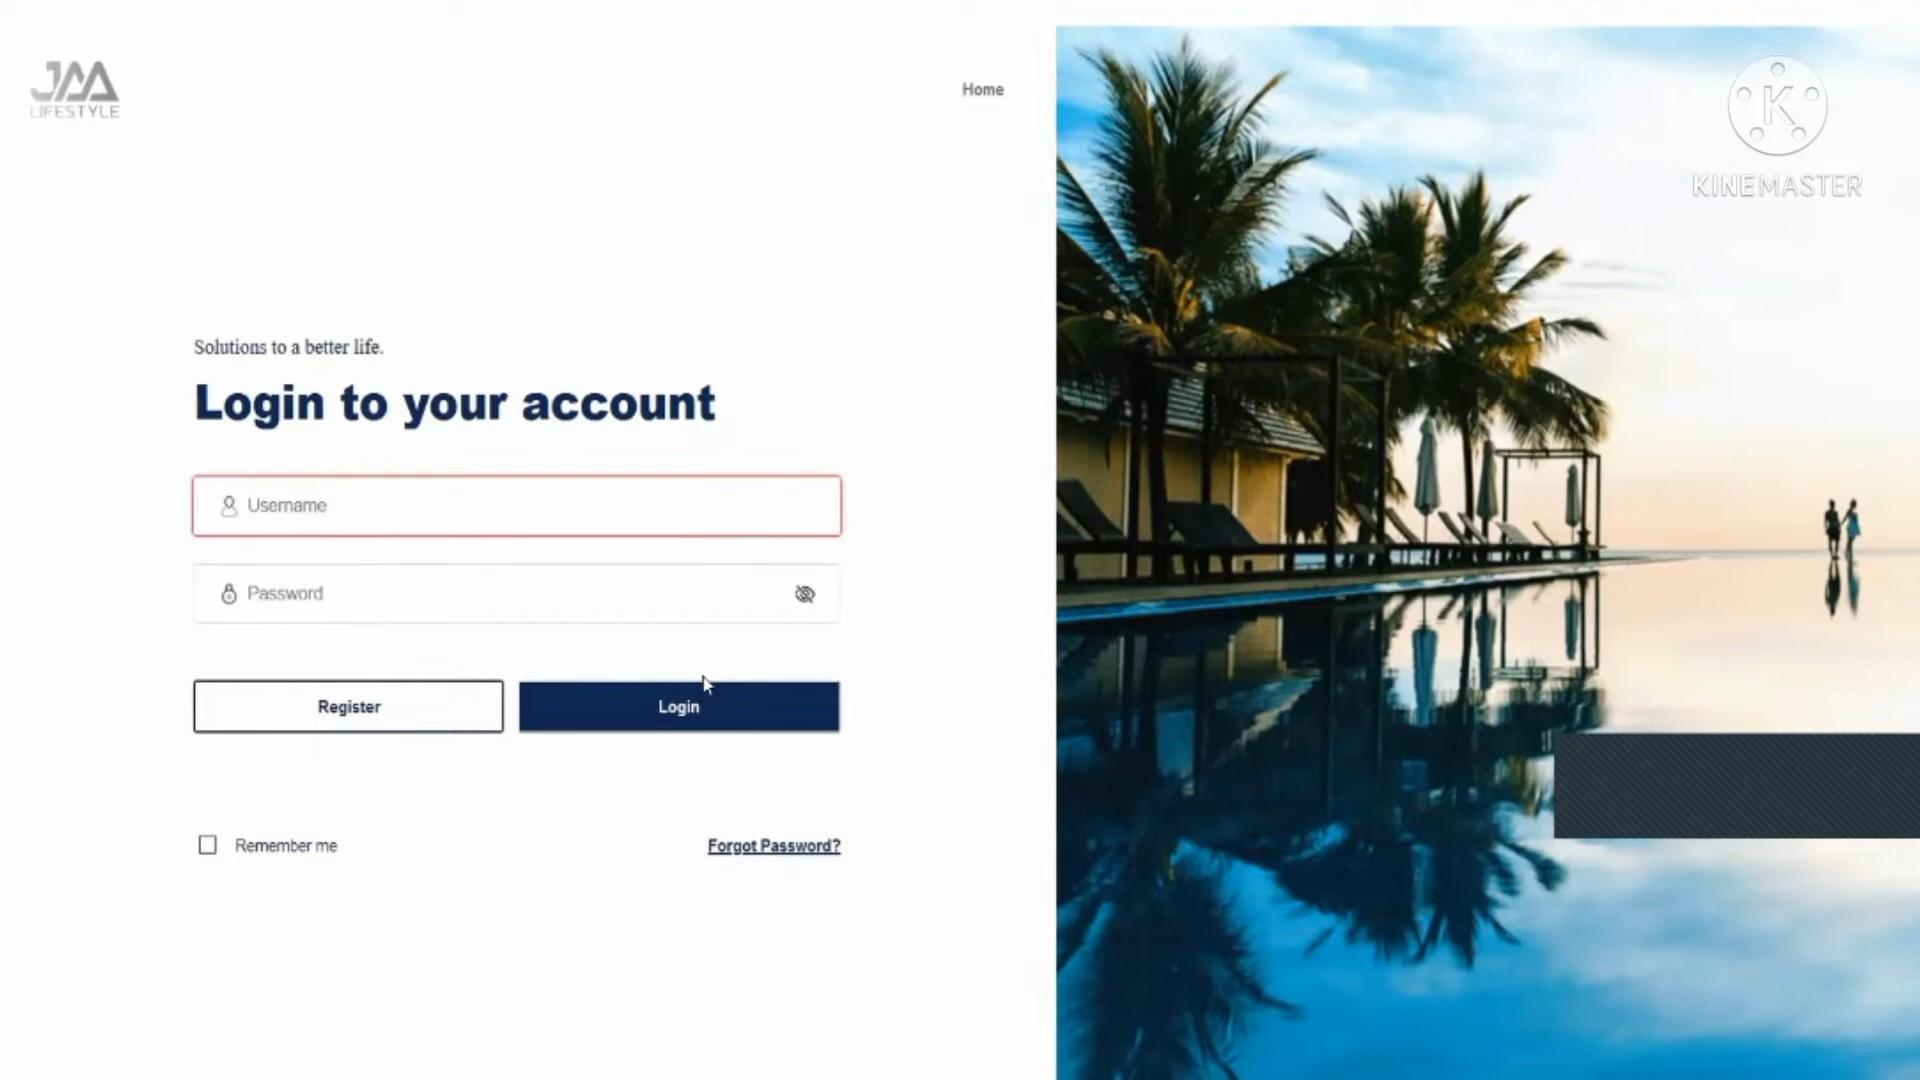 JAA
LIFESTYLE
Home
K
KINEMASTER
Solutions to a better life.
Login to your account
Username
Password
Register
Login
Remember me
Forgot Password?